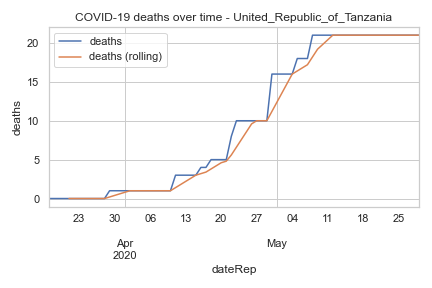 COVID-19 deaths over time - United_Republic_of_Tanzania
deaths
deaths (rolling)
deaths
20
15
10
5
0
23 30 06 13 20 27 04 11 18 25
Apr May
2020
dateRep